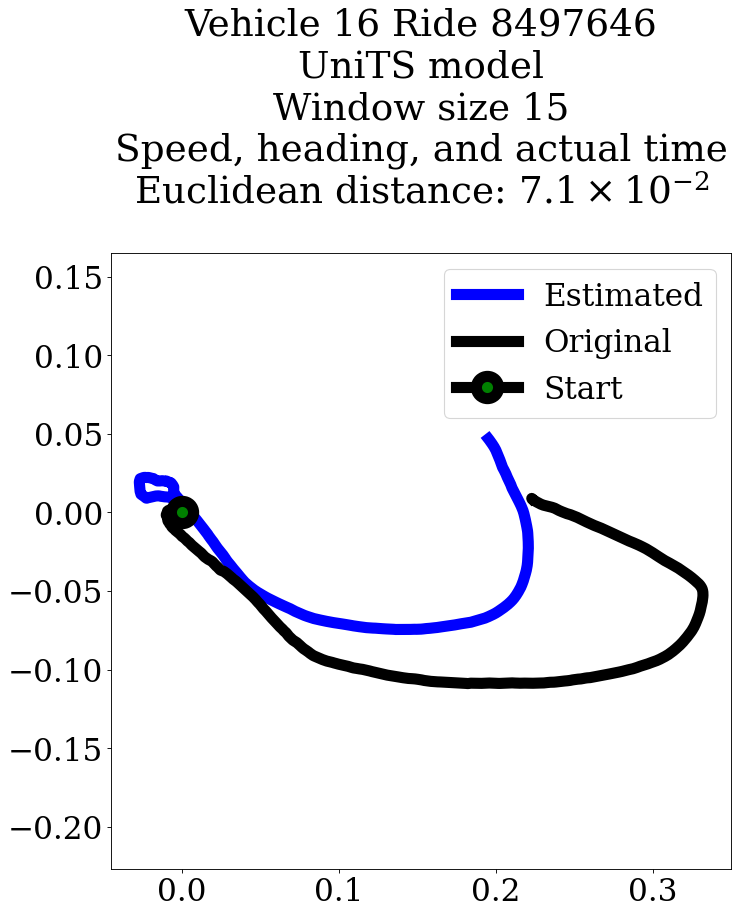 Vehicle 16 Ride 8497646
UniTS model
Window size 15
Speed, heading, and actual time
Euclidean distance: 7.1 × 10⁻²
Estimated
Original
Start
0.15
0.10
0.05
0.00
−0.05
−0.10
−0.15
−0.20
0.0 0.1 0.2 0.3